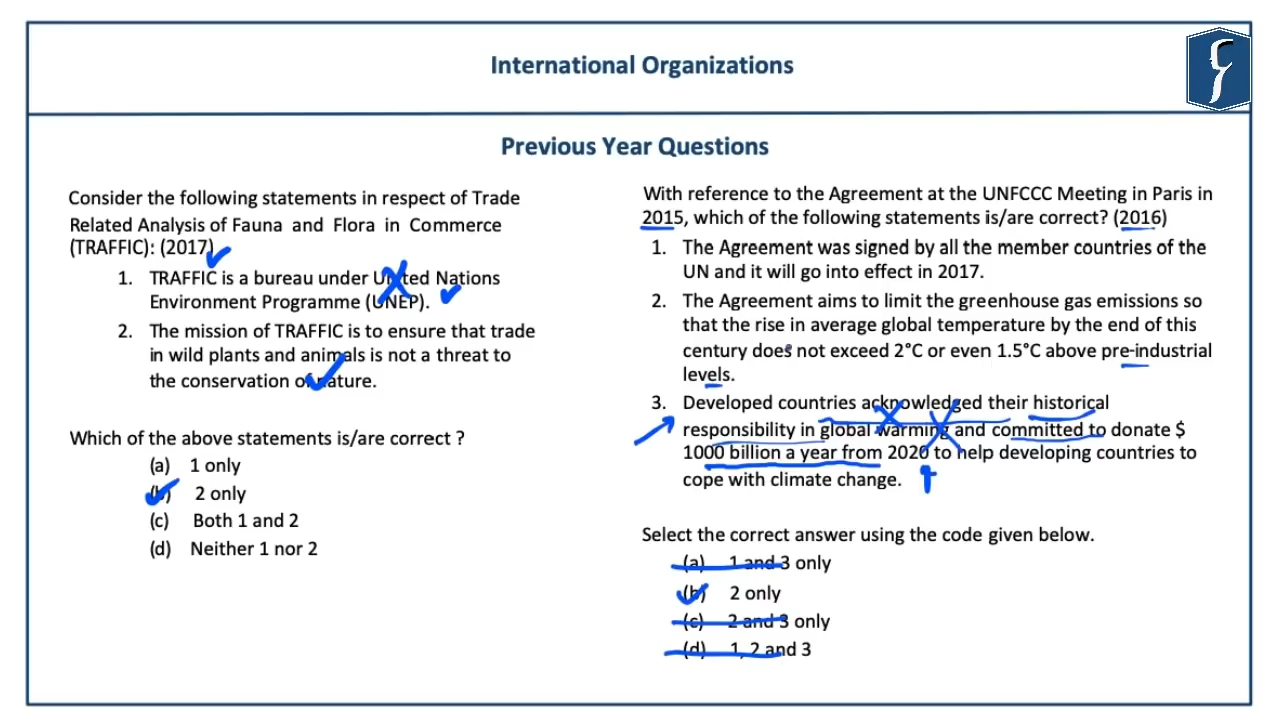 International Organizations
Previous Year Questions
Consider the following statements in respect of Trade
Related Analysis of Fauna and Flora in Commerce
(TRAFFIC): (2017)
1. TRAFFIC is a bureau under United Nations
Environment Programme (UNEP).
2. The mission of TRAFFIC is to ensure that trade
in wild plants and animals is not a threat to
the conservation of nature.
Which of the above statements is/are correct ?
(a) 1 only
(b) 2 only
(c) Both 1 and 2
(d) Neither 1 nor 2
With reference to the Agreement at the UNFCCC Meeting in Paris in
2015, which of the following statements is/are correct? (2016)
1. The Agreement was signed by all the member countries of the
UN and it will go into effect in 2017.
2. The Agreement aims to limit the greenhouse gas emissions so
that the rise in average global temperature by the end of this
century does not exceed 2°C or even 1.5°C above pre-industrial
levels.
3. Developed countries acknowledged their historical
responsibility in global warming and committed to donate $
1000 billion a year from 2020 to help developing countries to
cope with climate change.
Select the correct answer using the code given below.
(a) 1 and 3 only
(b) 2 only
(c) 2 and 3 only
(d) 1, 2 and 3